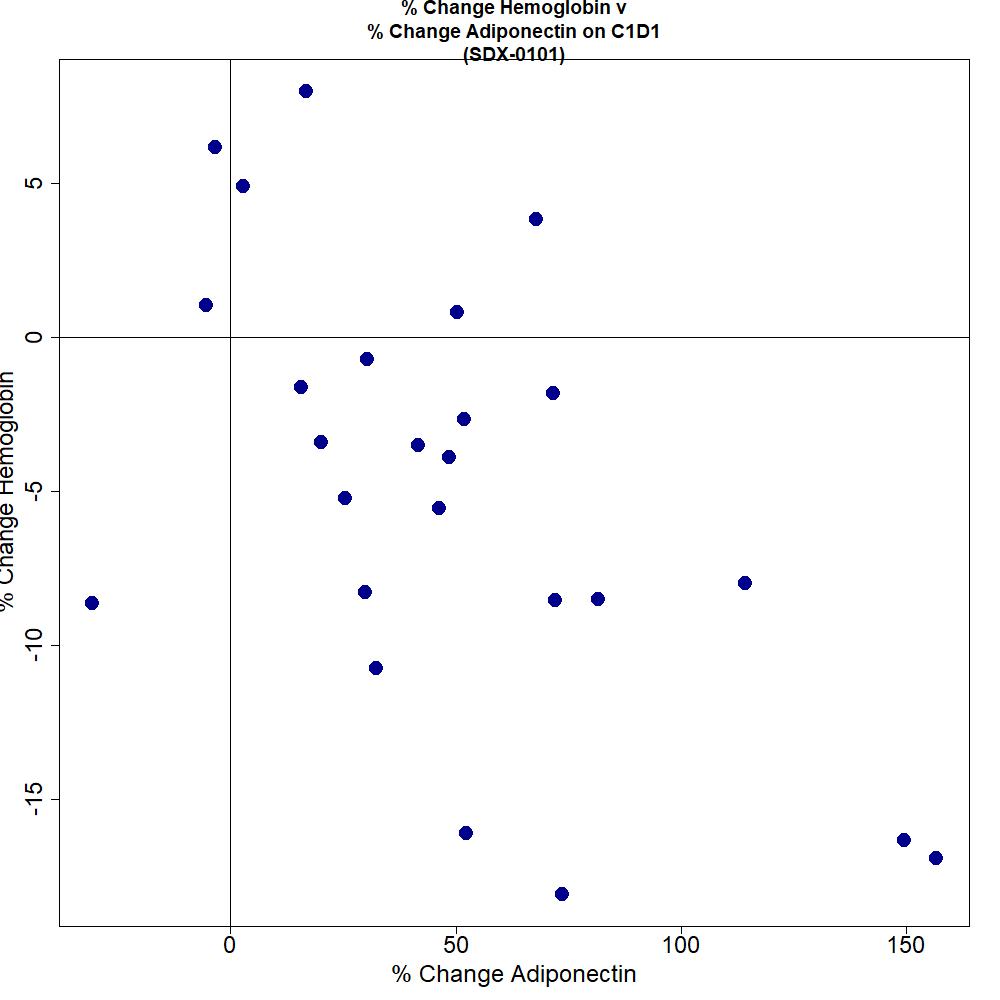 % Change Hemoglobin v
% Change Adiponectin on C1D1
(SDX-0101)
5
0
-5
-10
-15
% Change Hemoglobin
0 50 100 150
% Change Adiponectin